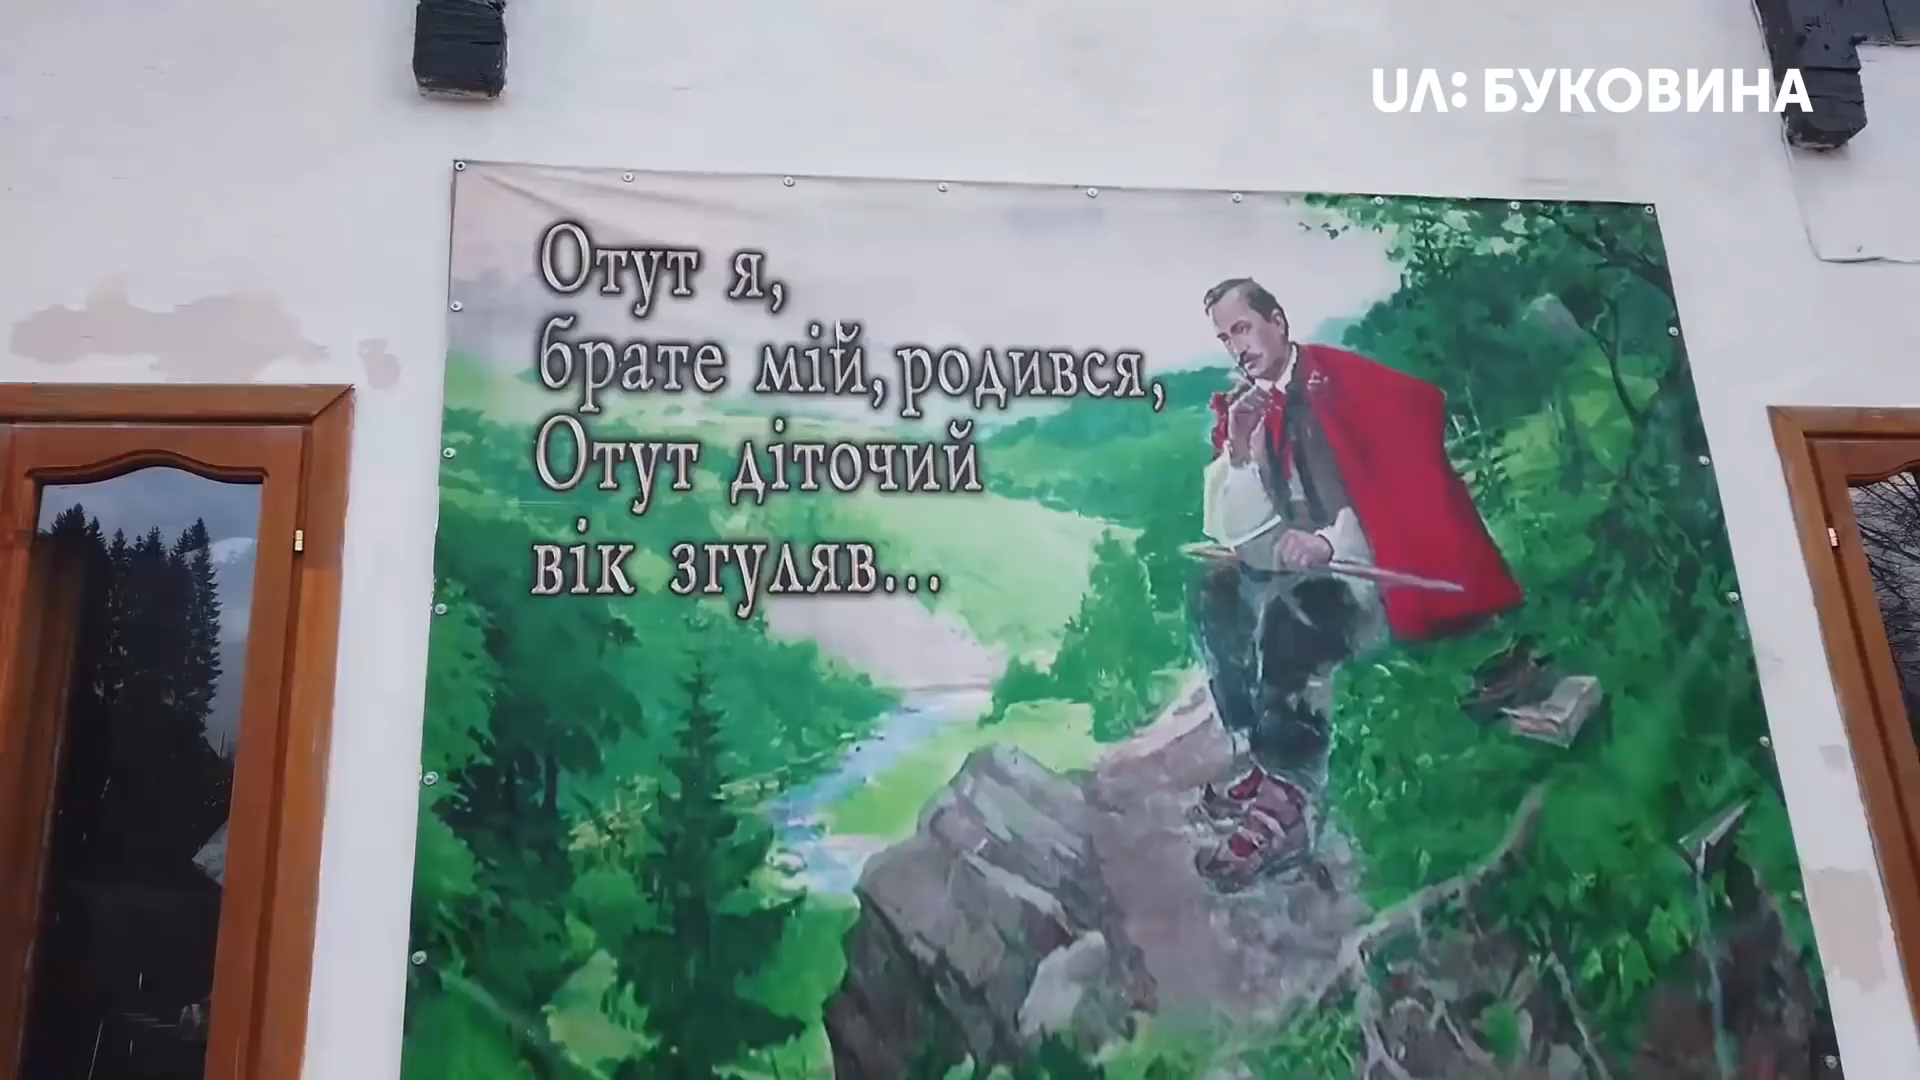 UA: БУКОВИНА
Отут я,
брате мій, родився,
Отут діточий
вік згуляв...